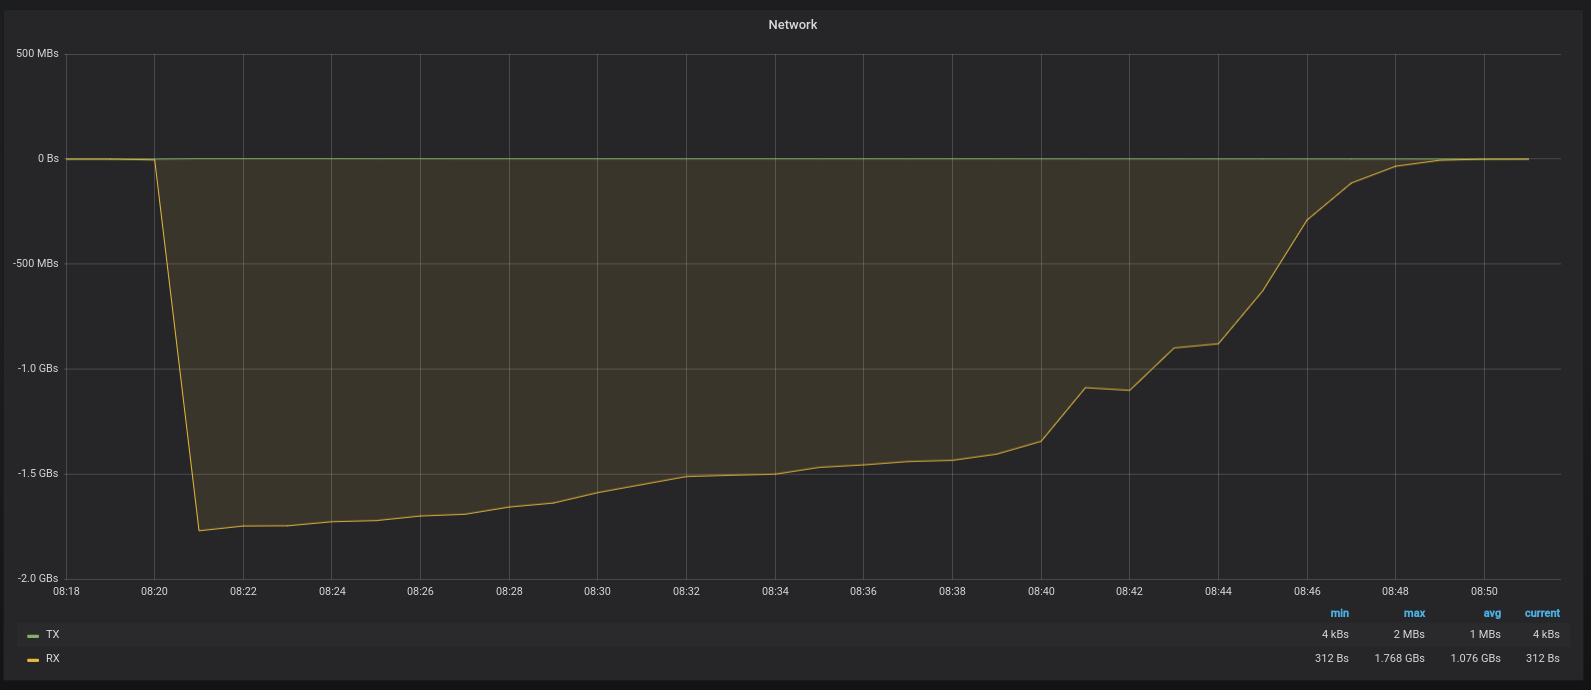 Network
500 MBs
0 Bs
-500 MBs
-1.0 GBs
-1.5 GBs
-2.0 GBs
08:18 08:20 08:22 08:24 08:26 08:28 08:30 08:32 08:34 08:36 08:38 08:40 08:42 08:44 08:46 08:48 08:50
min max avg current
TX 4 kBs 2 MBs 1 MBs 4 kBs
RX 312 Bs 1.768 GBs 1.076 GBs 312 Bs